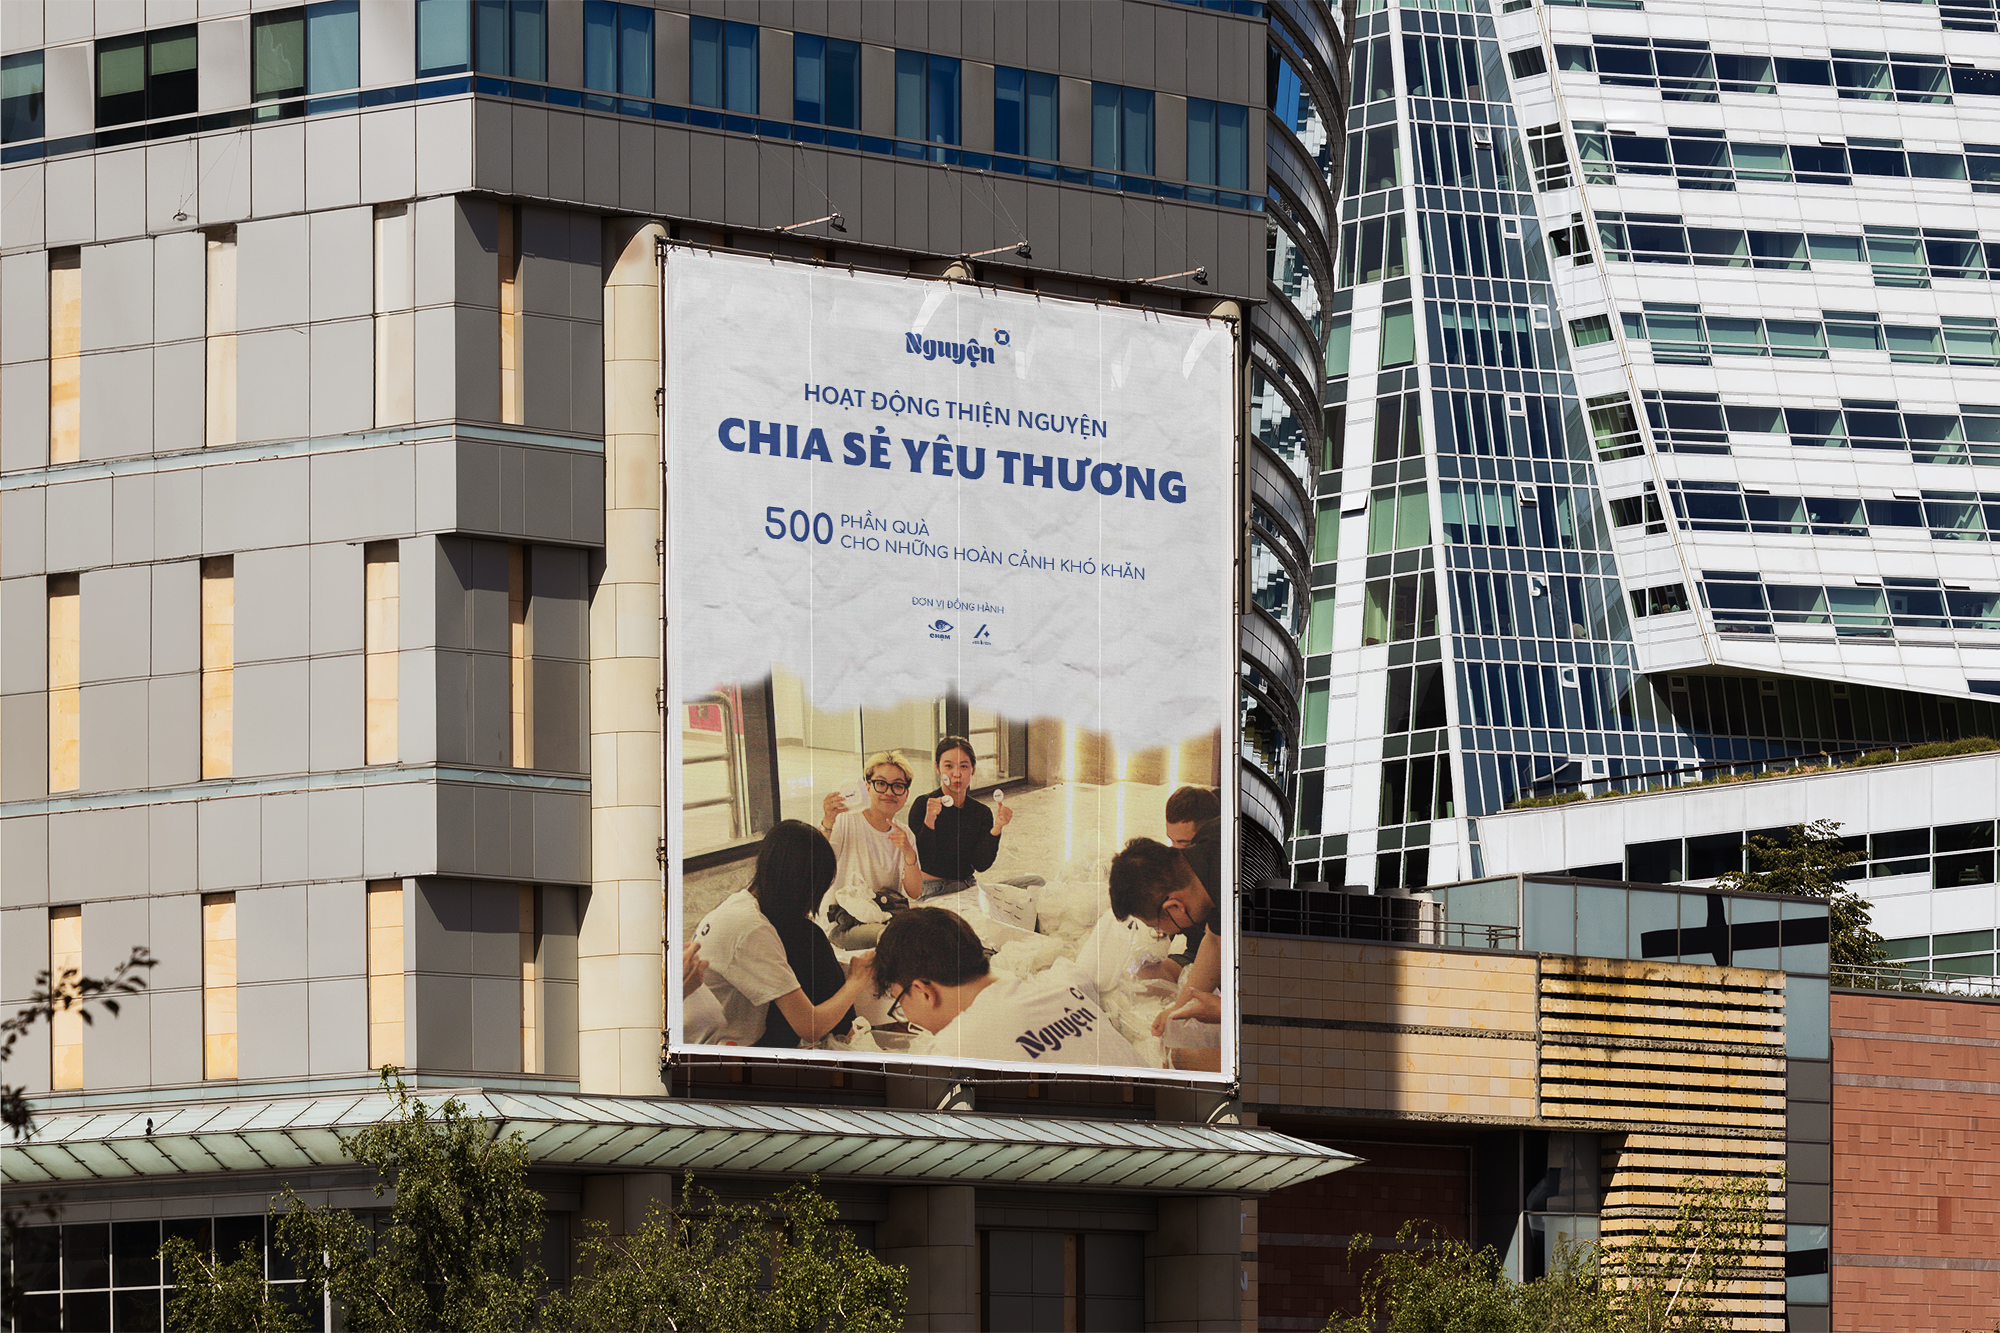 Nguyện
HOẠT ĐỘNG THIỆN NGUYỆN
CHIA SẺ YÊU THƯƠNG
500 PHẦN QUÀ
CHO NHỮNG HOÀN CẢNH KHÓ KHĂN
ĐƠN VỊ ĐỒNG HÀNH
CHẠM
Nguyện